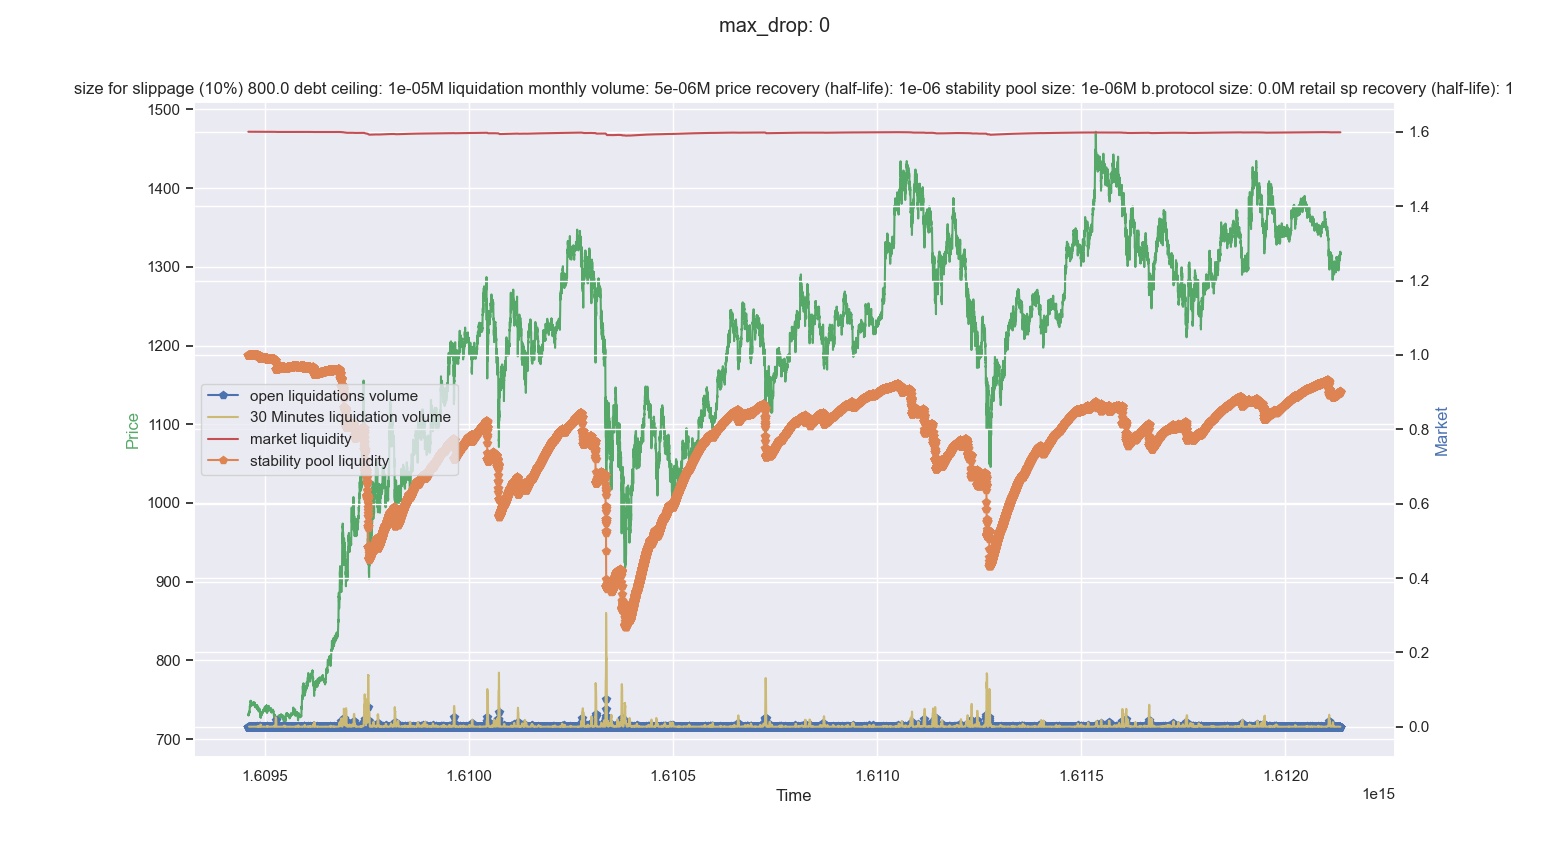 max_drop: 0
size for slippage (10%) 800.0 debt ceiling: 1e-05M liquidation monthly volume: 5e-06M price recovery (half-life): 1e-06 stability pool size: 1e-06M b.protocol size: 0.0M retail sp recovery (half-life): 1
1500
1400
1300
1200
1100
1000
900
800
700
Price
open liquidations volume
30 Minutes liquidation volume
market liquidity
stability pool liquidity
1.6
1.4
1.2
1.0
0.8
0.6
0.4
0.2
0.0
Market
1.6095 1.6100 1.6105 1.6110 1.6115 1.6120
Time
1e15